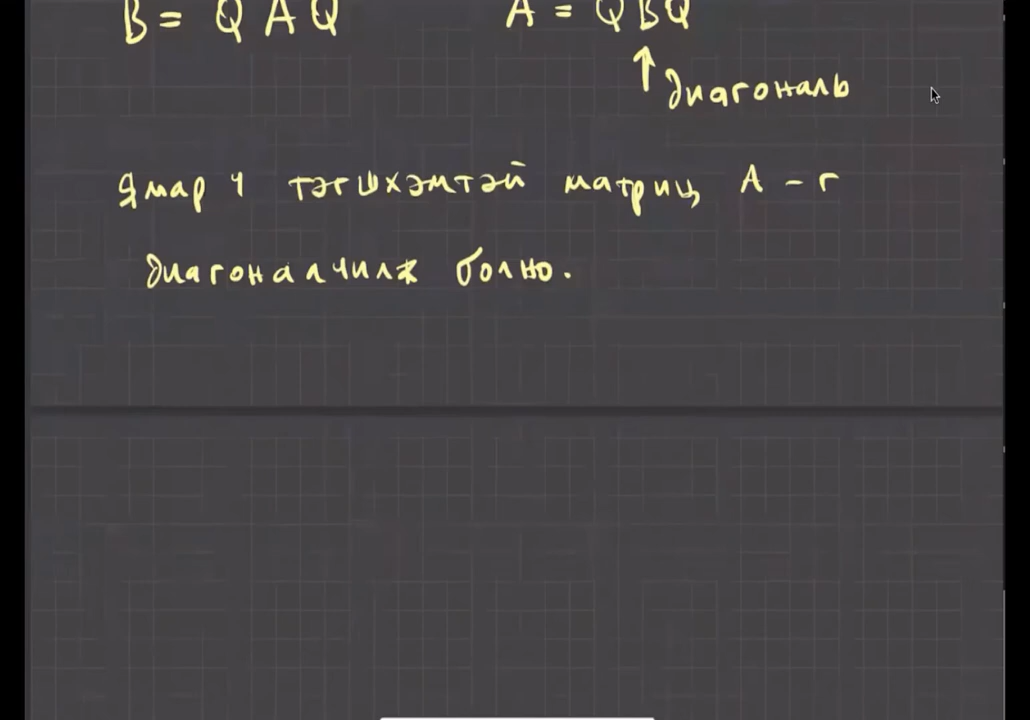 B = Q A Q A = Q B Q
↑ диагональ
Ямар ч тэгшхэмтэй матриц A - г
диагоналчилж болно.